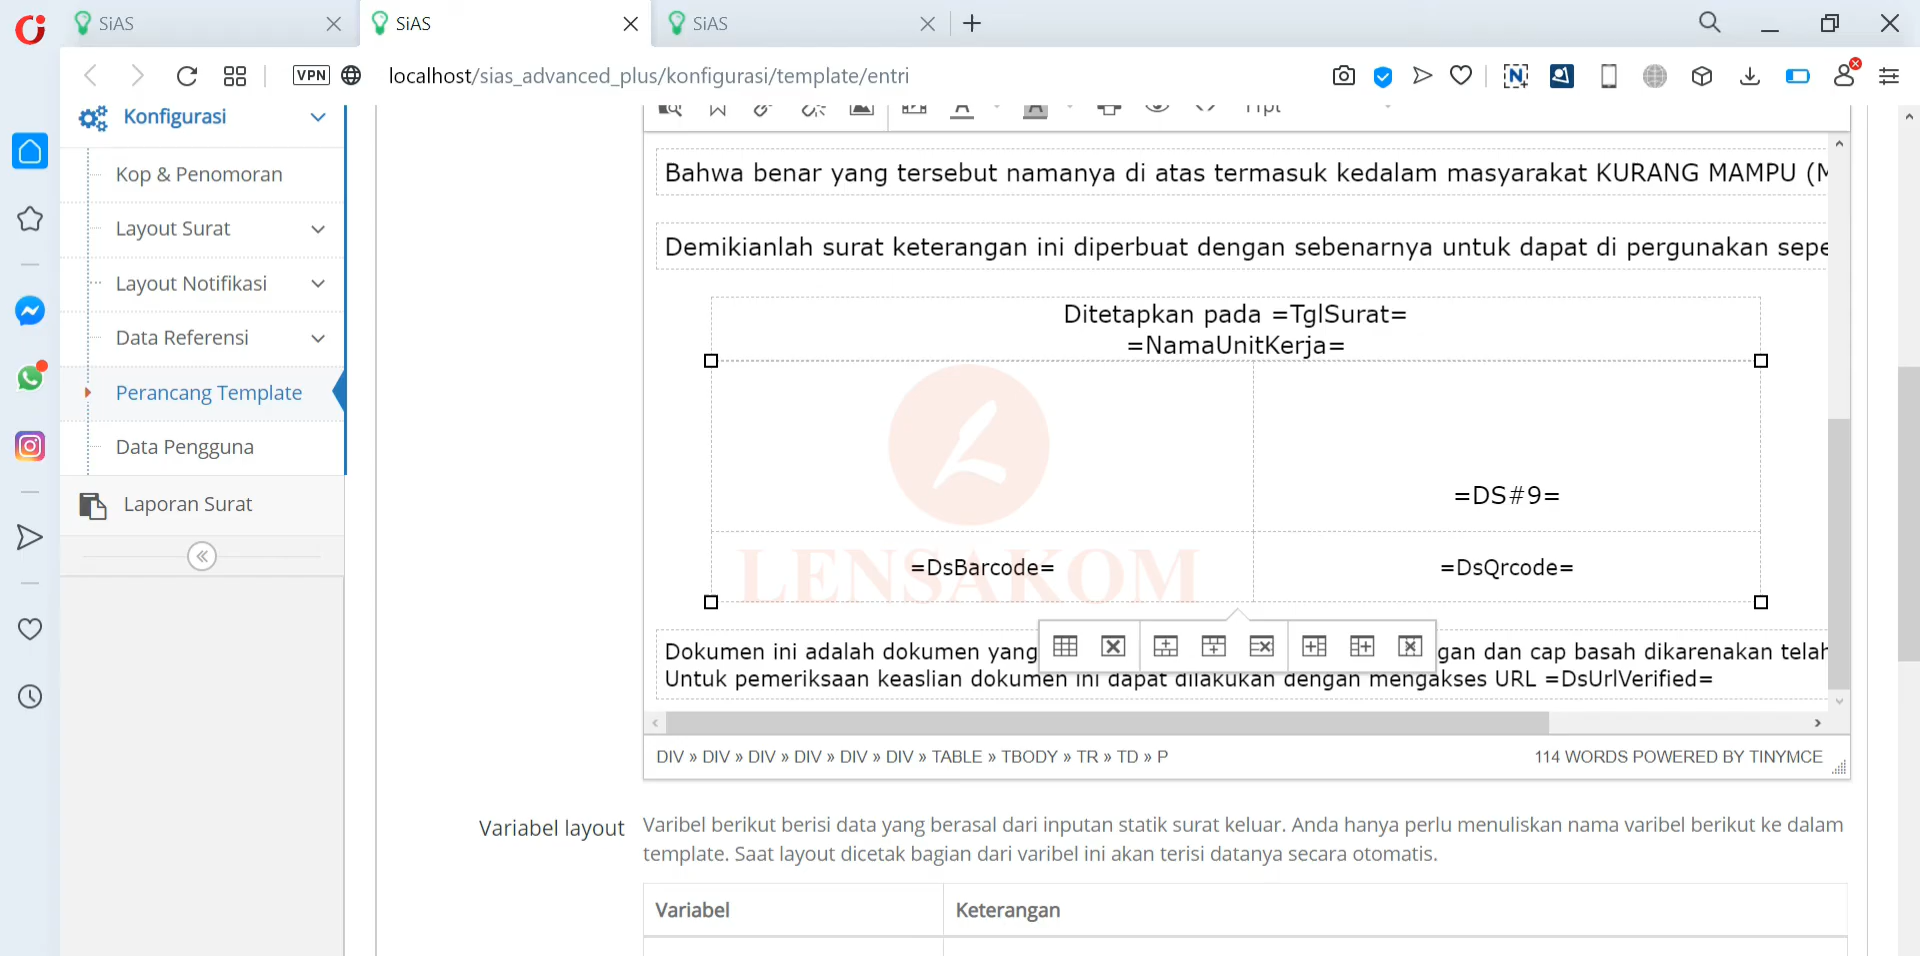 SiAS
SiAS
SiAS
VPN
localhost/sias_advanced_plus/konfigurasi/template/entri
Konfigurasi
Kop & Penomoran
Layout Surat
Layout Notifikasi
Data Referensi
Perancang Template
Data Pengguna
Laporan Surat
11pt
Bahwa benar yang tersebut namanya di atas termasuk kedalam masyarakat KURANG MAMPU (M
Demikianlah surat keterangan ini diperbuat dengan sebenarnya untuk dapat di pergunakan sepe
Ditetapkan pada =TglSurat=
=NamaUnitKerja=
=DS#9=
LENSAKOM
=DsBarcode=
=DsQrcode=
Dokumen ini adalah dokumen yang gan dan cap basah dikarenakan telah
Untuk pemeriksaan keaslian dokumen ini dapat dilakukan dengan mengakses URL =DsUrlVerified=
DIV » DIV » DIV » DIV » DIV » DIV » TABLE » TBODY » TR » TD » P
114 WORDS POWERED BY TINYMCE
Variabel layout
Varibel berikut berisi data yang berasal dari inputan statik surat keluar. Anda hanya perlu menuliskan nama varibel berikut ke dalam
template. Saat layout dicetak bagian dari varibel ini akan terisi datanya secara otomatis.
Variabel
Keterangan